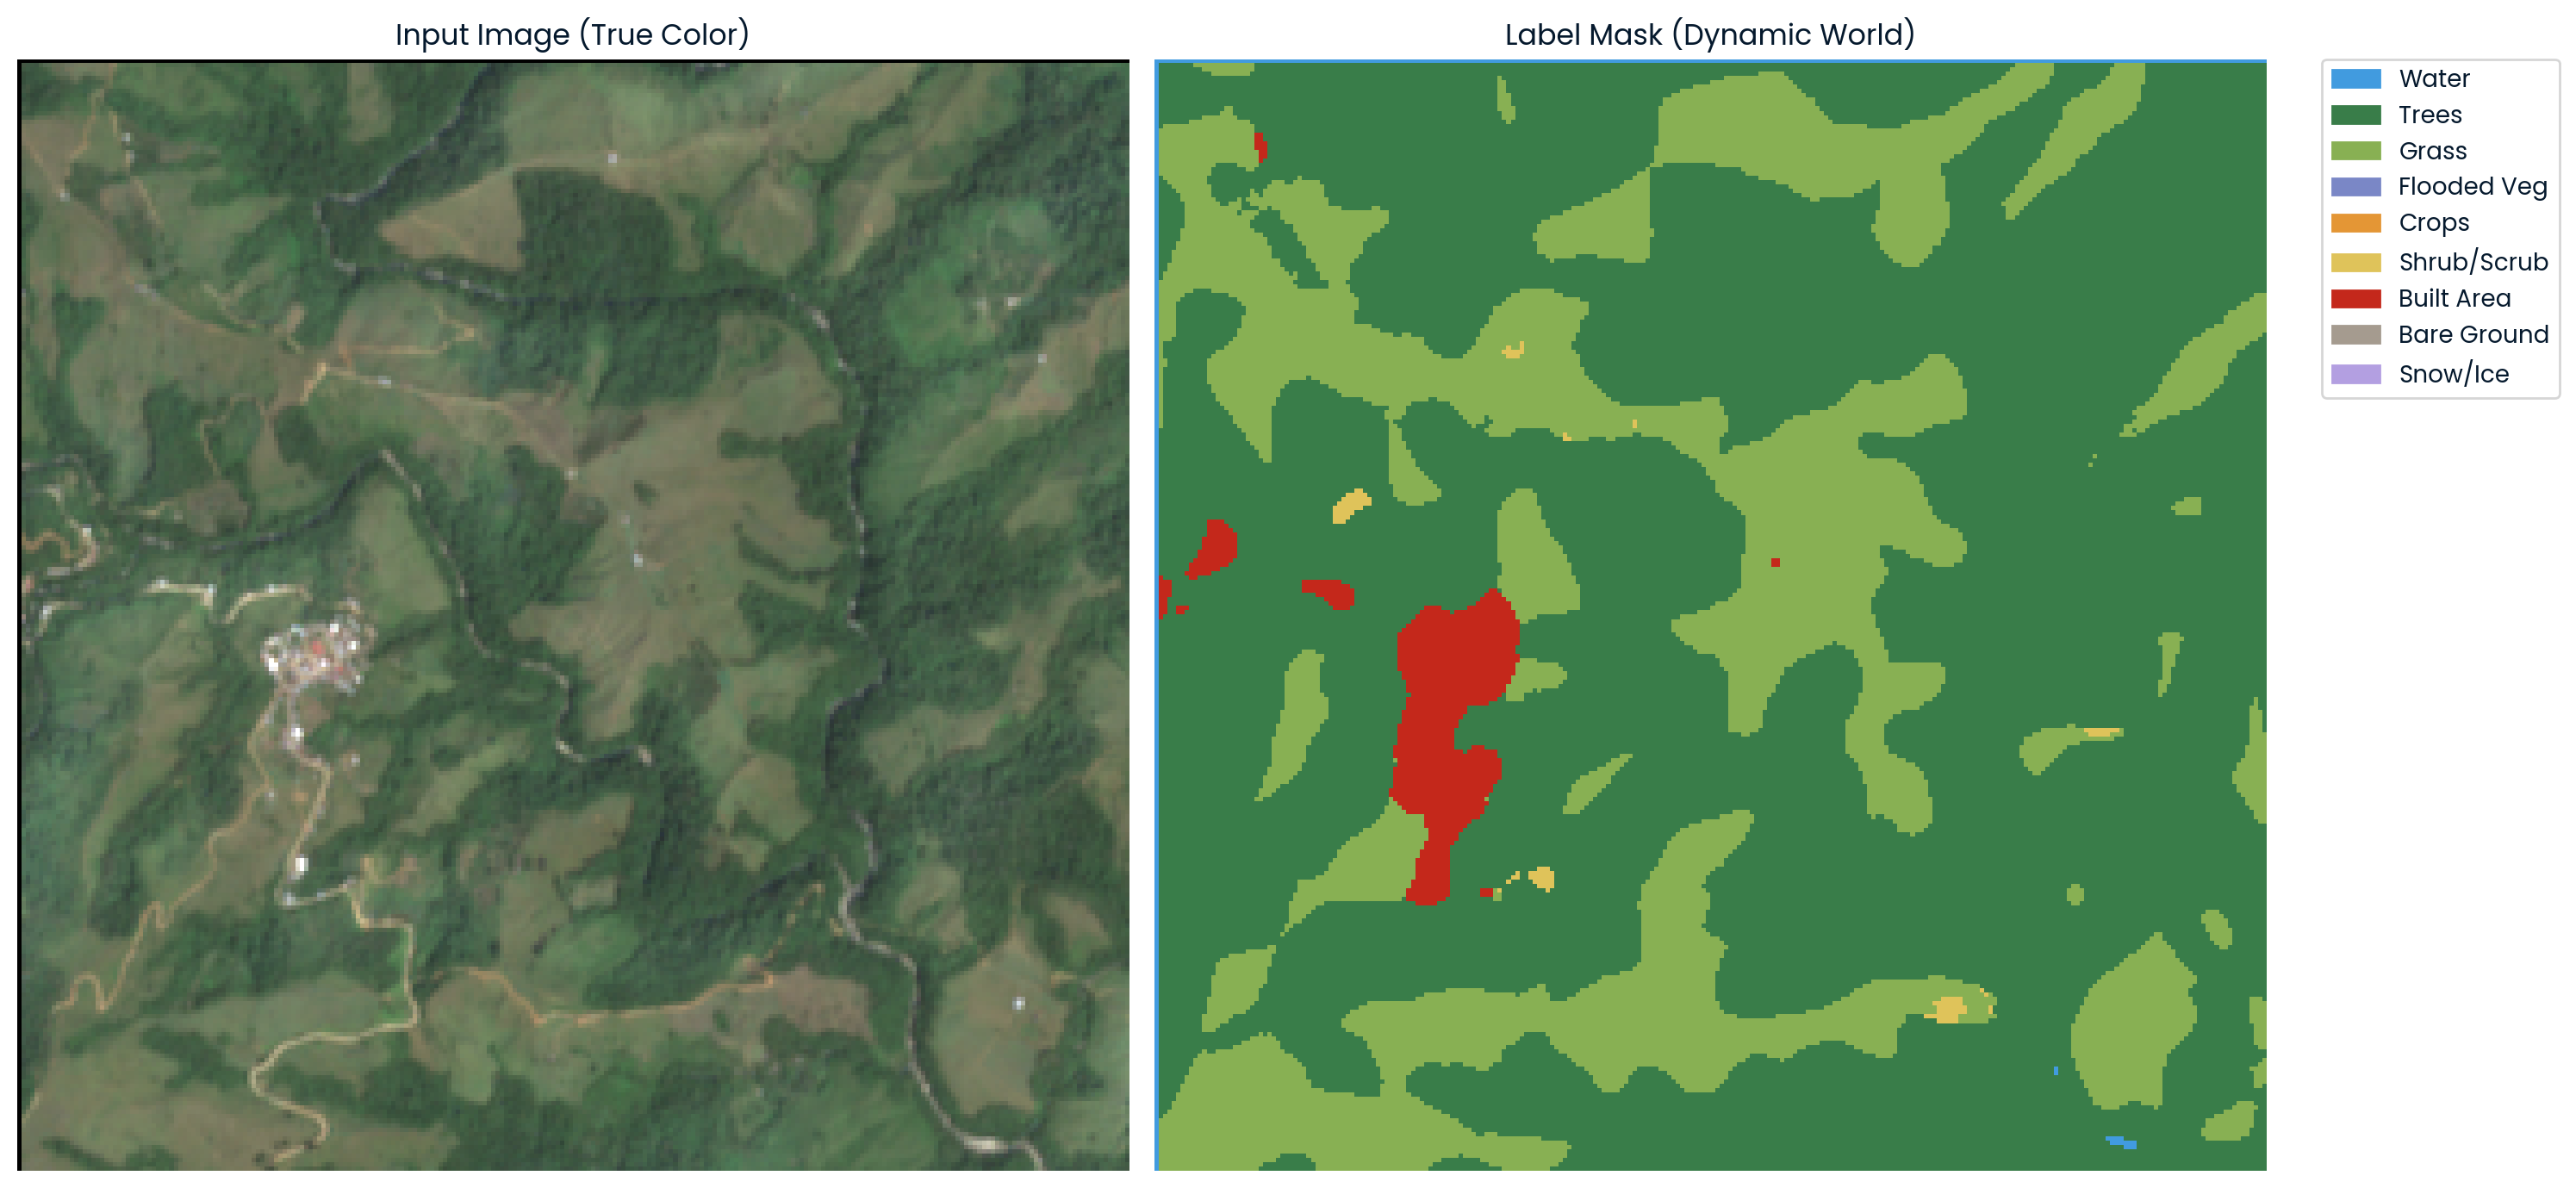 Input Image (True Color)
Label Mask (Dynamic World)
Water
Trees
Grass
Flooded Veg
Crops
Shrub/Scrub
Built Area
Bare Ground
Snow/Ice